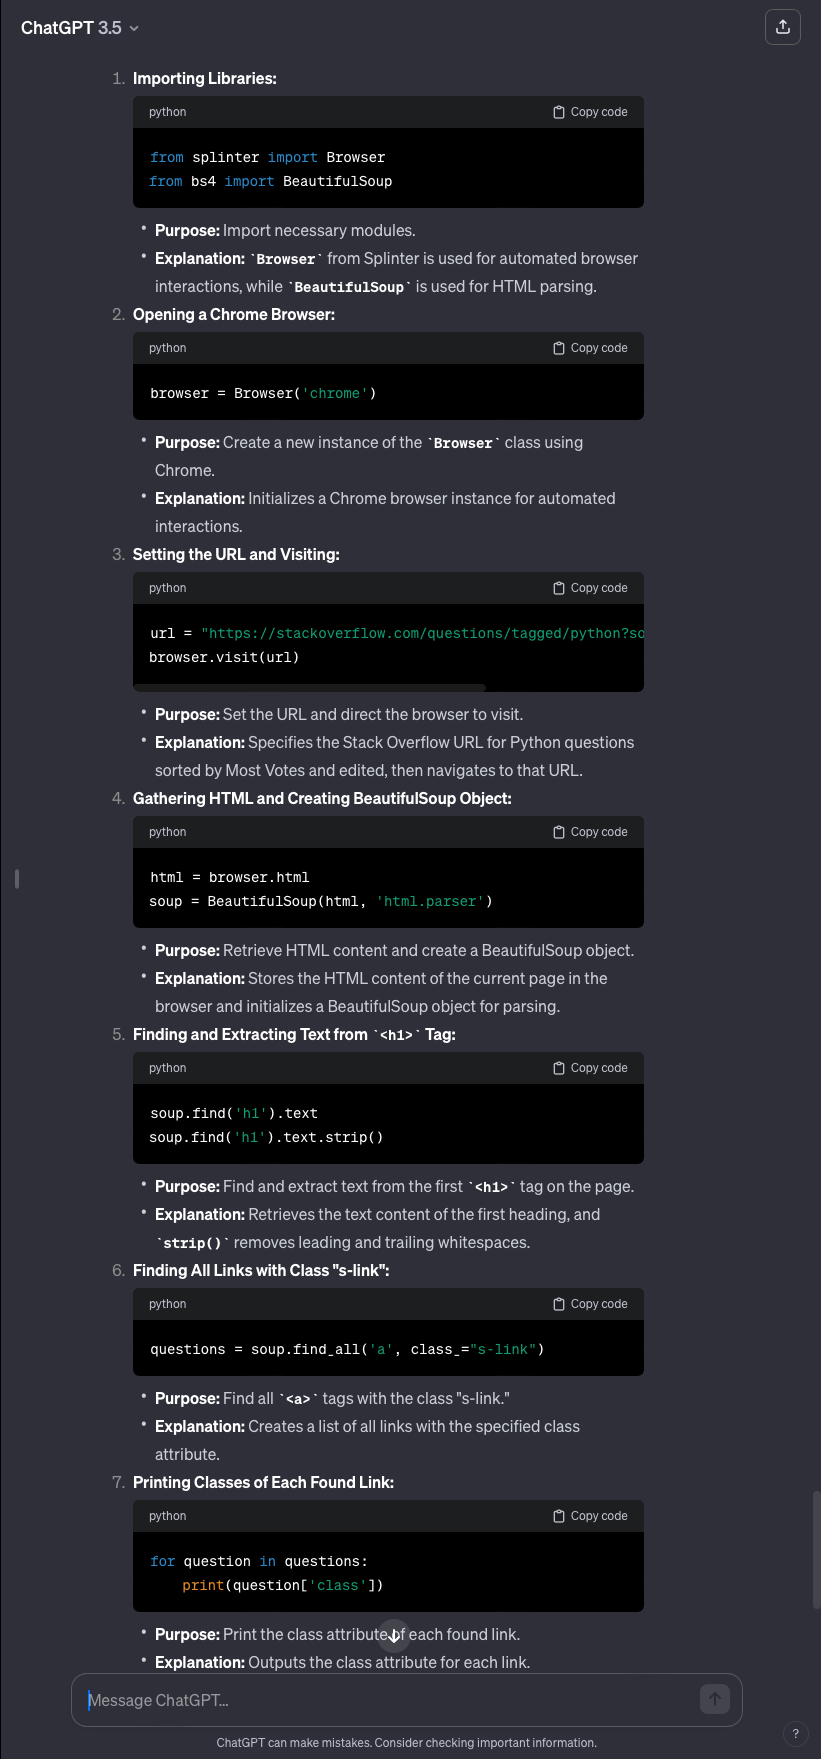 ChatGPT 3.5
1. Importing Libraries:
python Copy code
from splinter import Browser
from bs4 import BeautifulSoup
• Purpose: Import necessary modules.
• Explanation: `Browser` from Splinter is used for automated browser
interactions, while `BeautifulSoup` is used for HTML parsing.
2. Opening a Chrome Browser:
python Copy code
browser = Browser('chrome')
• Purpose: Create a new instance of the `Browser` class using
Chrome.
• Explanation: Initializes a Chrome browser instance for automated
interactions.
3. Setting the URL and Visiting:
python Copy code
url = "https://stackoverflow.com/questions/tagged/python?so
browser.visit(url)
• Purpose: Set the URL and direct the browser to visit.
• Explanation: Specifies the Stack Overflow URL for Python questions
sorted by Most Votes and edited, then navigates to that URL.
4. Gathering HTML and Creating BeautifulSoup Object:
python Copy code
html = browser.html
soup = BeautifulSoup(html, 'html.parser')
• Purpose: Retrieve HTML content and create a BeautifulSoup object.
• Explanation: Stores the HTML content of the current page in the
browser and initializes a BeautifulSoup object for parsing.
5. Finding and Extracting Text from `<h1>` Tag:
python Copy code
soup.find('h1').text
soup.find('h1').text.strip()
• Purpose: Find and extract text from the first `<h1>` tag on the page.
• Explanation: Retrieves the text content of the first heading, and
`strip()` removes leading and trailing whitespaces.
6. Finding All Links with Class "s-link":
python Copy code
questions = soup.find_all('a', class_="s-link")
• Purpose: Find all `<a>` tags with the class "s-link."
• Explanation: Creates a list of all links with the specified class
attribute.
7. Printing Classes of Each Found Link:
python Copy code
for question in questions:
    print(question['class'])
• Purpose: Print the class attribute of each found link.
• Explanation: Outputs the class attribute for each link.
Message ChatGPT...
ChatGPT can make mistakes. Consider checking important information.
?